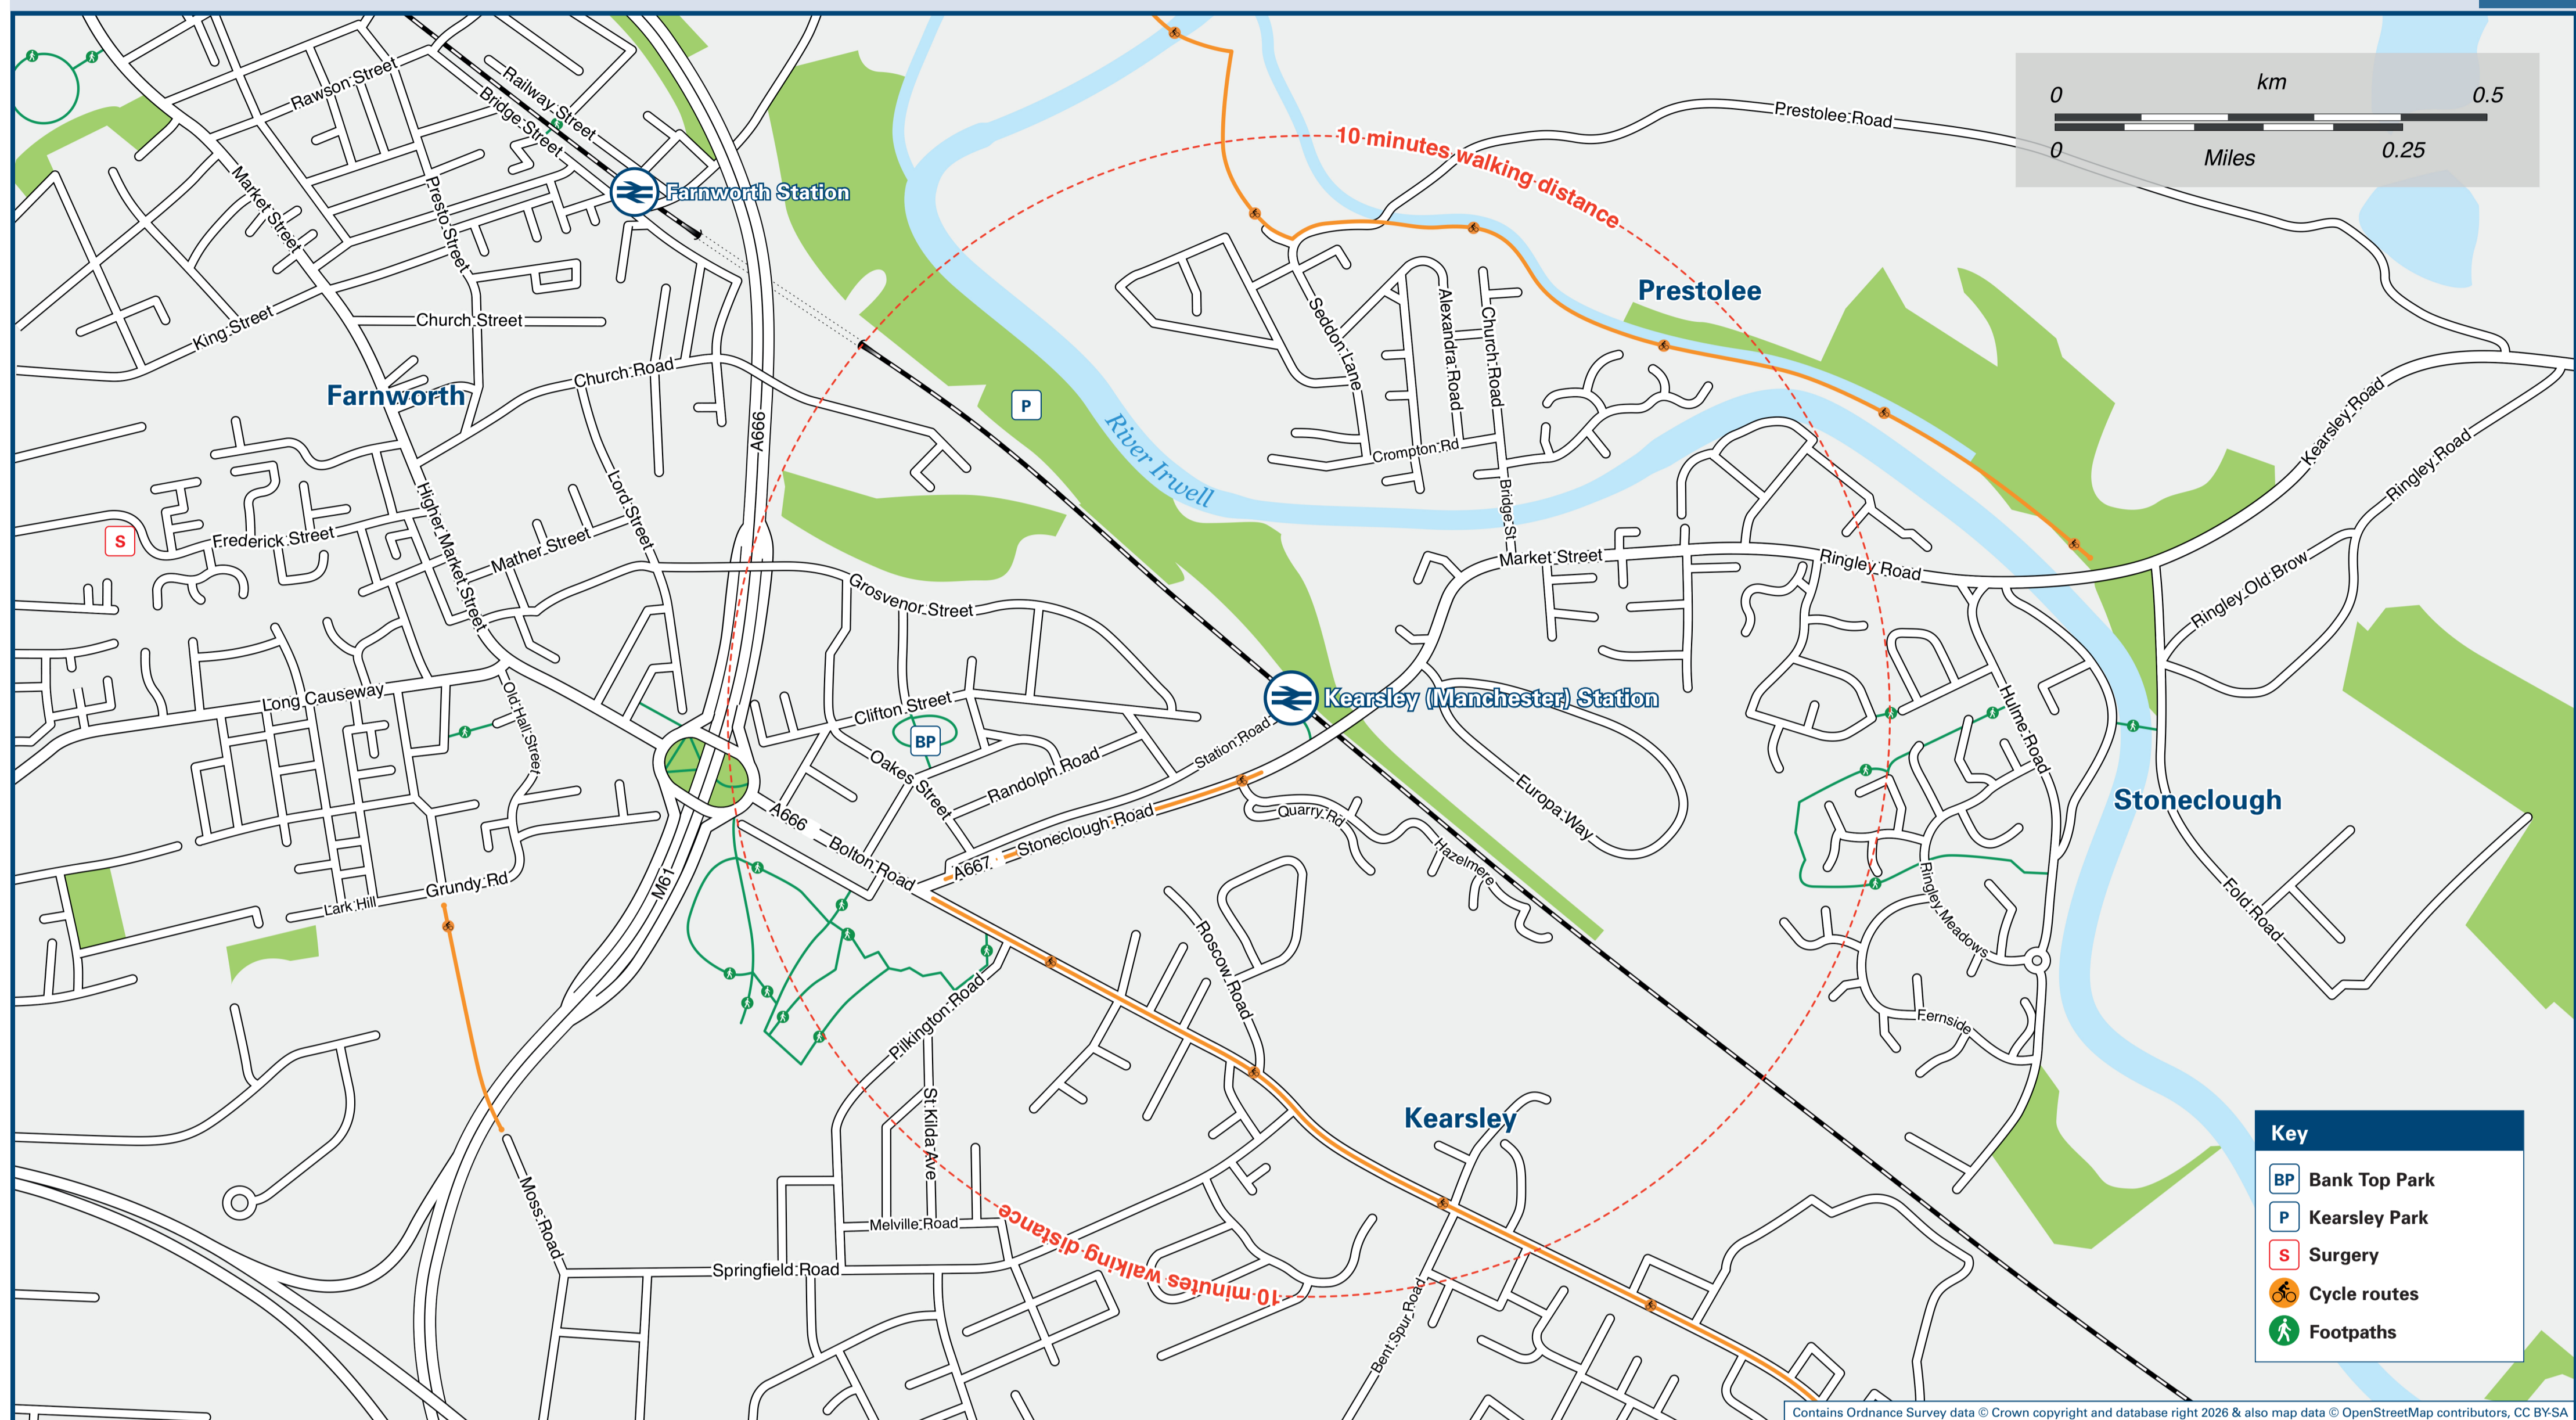 Rawson Street
Railway Street
Bridge Street
Market Street
Presto Street
Farnworth Station
10 minutes walking distance
Prestolee Road
km
0
0.5
0
Miles
0.25
King Street
Church Street
Church Road
Farnworth
A666
P
River Irwell
Seddon Lane
Alexandra Road
Church Road
Crompton Rd
Bridge St
Prestolee
Kearsley Road
Ringley Road
S
Frederick Street
Higher Market Street
Lord Street
Mather Street
Grosvenor Street
Market Street
Ringley Road
Ringley Old Brow
Long Causeway
Old Hall Street
Clifton Street
BP
Oakes Street
Randolph Road
Station Road
Kearsley (Manchester) Station
Hulme Road
Europa Way
Stoneclough
A666
Bolton Road
A667
Stoneclough Road
Quarry Rd
Hazelmere
M61
Grundy Rd
Lark Hill
Ringley Meadows
Fold Road
Roscow Road
Fernside
Pilkington Road
St Kilda Ave
Kearsley
Moss Road
Melville Road
Springfield Road
10 minutes walking distance
Bent Spur Road
Key
BP Bank Top Park
P Kearsley Park
S Surgery
Cycle routes
Footpaths
Contains Ordnance Survey data © Crown copyright and database right 2026 & also map data © OpenStreetMap contributors, CC BY-SA